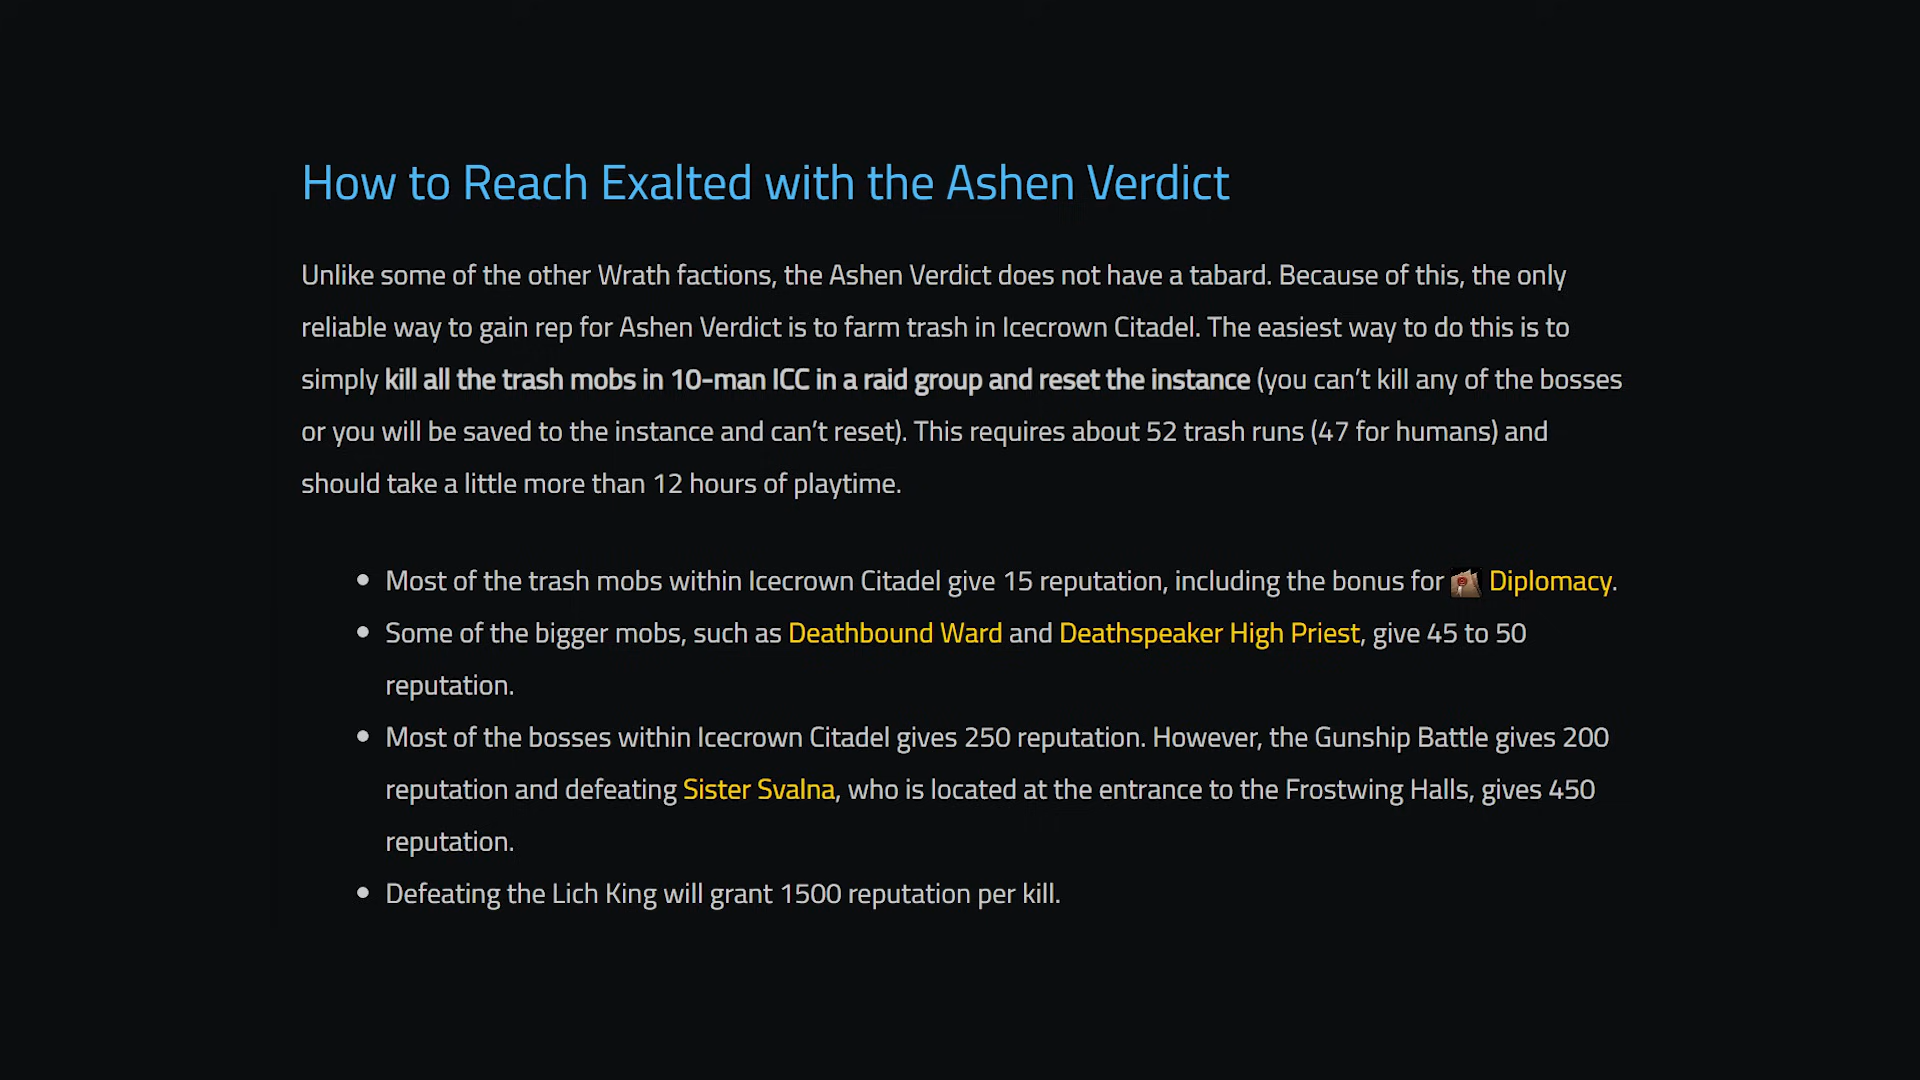 How to Reach Exalted with the Ashen Verdict
Unlike some of the other Wrath factions, the Ashen Verdict does not have a tabard. Because of this, the only
reliable way to gain rep for Ashen Verdict is to farm trash in Icecrown Citadel. The easiest way to do this is to
simply kill all the trash mobs in 10-man ICC in a raid group and reset the instance (you can't kill any of the bosses
or you will be saved to the instance and can't reset). This requires about 52 trash runs (47 for humans) and
should take a little more than 12 hours of playtime.
• Most of the trash mobs within Icecrown Citadel give 15 reputation, including the bonus for Diplomacy.
• Some of the bigger mobs, such as Deathbound Ward and Deathspeaker High Priest, give 45 to 50
reputation.
• Most of the bosses within Icecrown Citadel gives 250 reputation. However, the Gunship Battle gives 200
reputation and defeating Sister Svalna, who is located at the entrance to the Frostwing Halls, gives 450
reputation.
• Defeating the Lich King will grant 1500 reputation per kill.